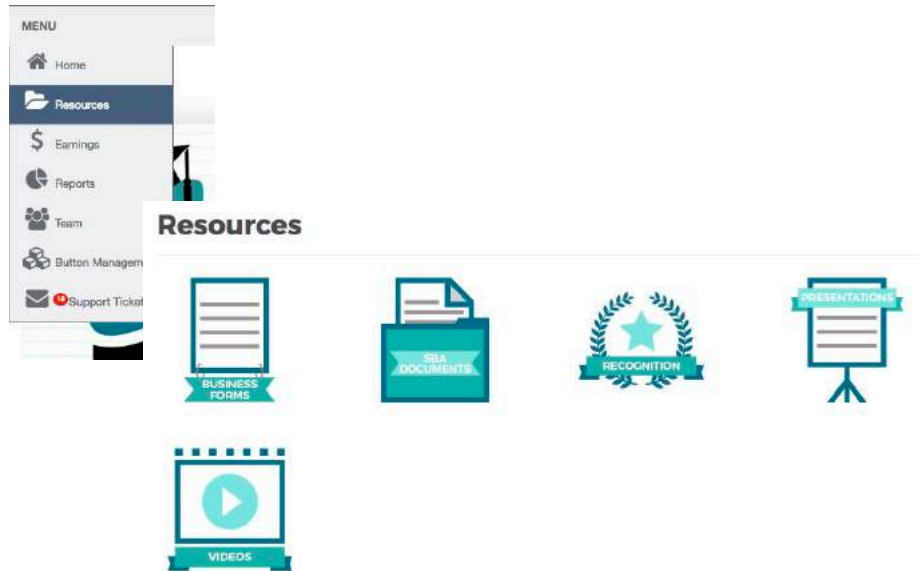 MENU
Home
Resources
Earnings
Reports
Team
Button Managem
Support Ticket
Resources
BUSINESS
FORMS
SBA
DOCUMENTS
RECOGNITION
PRESENTATIONS
VIDEOS